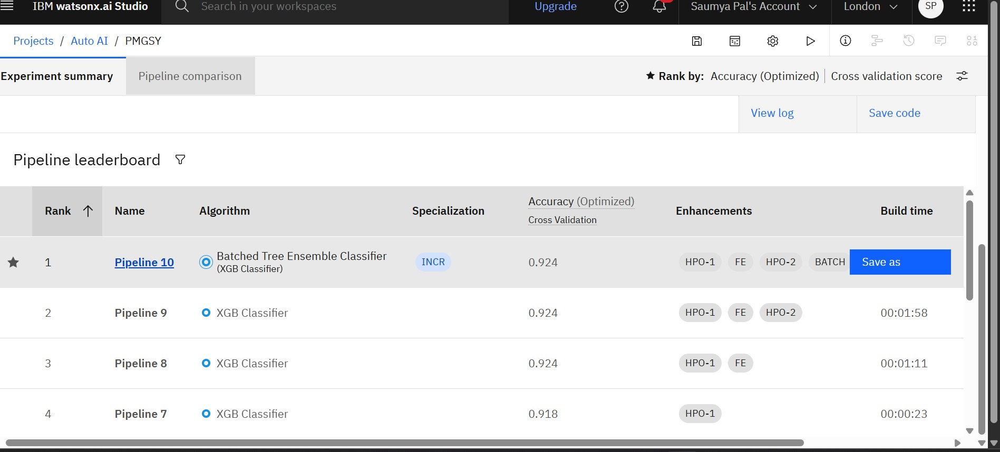 IBM watsonx.ai Studio
Search in your workspaces
Upgrade
Saumya Pal's Account
London
SP
Projects / Auto AI / PMGSY
Experiment summary
Pipeline comparison
Rank by: Accuracy (Optimized) | Cross validation score
View log
Save code
Pipeline leaderboard
Rank Name Algorithm Specialization Accuracy (Optimized) Enhancements Build time
Cross Validation
1 Pipeline 10 Batched Tree Ensemble Classifier INCR 0.924 HPO-1 FE HPO-2 BATCH Save as
(XGB Classifier)
2 Pipeline 9 XGB Classifier 0.924 HPO-1 FE HPO-2 00:01:58
3 Pipeline 8 XGB Classifier 0.924 HPO-1 FE 00:01:11
4 Pipeline 7 XGB Classifier 0.918 HPO-1 00:00:23